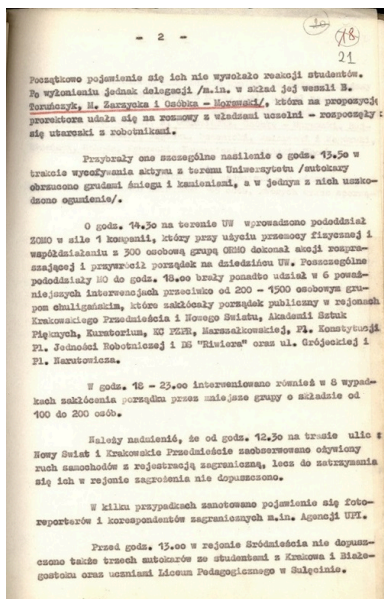 - 2 -
10
18
21
Początkowo pojawienie się ich nie wywołało reakcji studentów.
Po wyłonieniu jednak delegacji /m.in. w skład jej weszli B.
Toruńczyk, M. Zarzycka i Osóbka - Morawski/, która na propozycję
prorektora udała się na rozmowy z władzami uczelni - rozpoczęły
się utarczki z robotnikami.
Przybrały one szczególne nasilenie o godz. 13.50 w
trakcie wycofywania aktywu z terenu Uniwersytetu /autokary
obrzucono grudami śniegu i kamieniami, a w jednym z nich uszko-
dzono ogumienie/.
O godz. 14.30 na terenie UW wprowadzono pododdział
ZOMO w sile 1 kompanii, który przy użyciu przemocy fizycznej i
współdziałaniu z 300 osobową grupą ORMO dokonał akcji rozpra-
szającej i przywrócił porządek na dziedzińcu UW. Poszczególne
pododdziały MO do godz. 18.00 brały ponadto udział w 6 poważ-
niejszych interwencjach przeciwko od 200 - 1500 osobowym gru-
pom chuligańskim, które zakłócały porządek publiczny w rejonach
Krakowskiego Przedmieścia i Nowego Światu, Akademii Sztuk
Pięknych, Kuratorium, KC PZPR, Marszałkowskiej, Pl. Konstytucji
Pl. Jedności Robotniczej i DS "Riwiera" oraz ul. Grójeckiej i
Pl. Narutowicza.
W godz. 18 - 23.00 interweniowano również w 8 wypad-
kach zakłócenia porządku przez mniejsze grupy o składzie od
100 do 200 osób.
Należy nadmienić, że od godz. 12.30 na trasie ulic
Nowy Świat i Krakowskie Przedmieście zaobserwowano ożywiony
ruch samochodów z rejestracją zagraniczną, lecz do zatrzymania
się ich w rejonie zagrożenia nie dopuszczono.
W kilku przypadkach zanotowano pojawienie się foto-
reporterów i korespondentów zagranicznych m.in. Agencji UPI.
Przed godz. 13.00 w rejonie Śródmieścia nie dopusz-
czono także trzech autokarów ze studentami z Krakowa i Biało-
gostoku oraz uczniami Liceum Pedagogicznego w Sulęcinie.